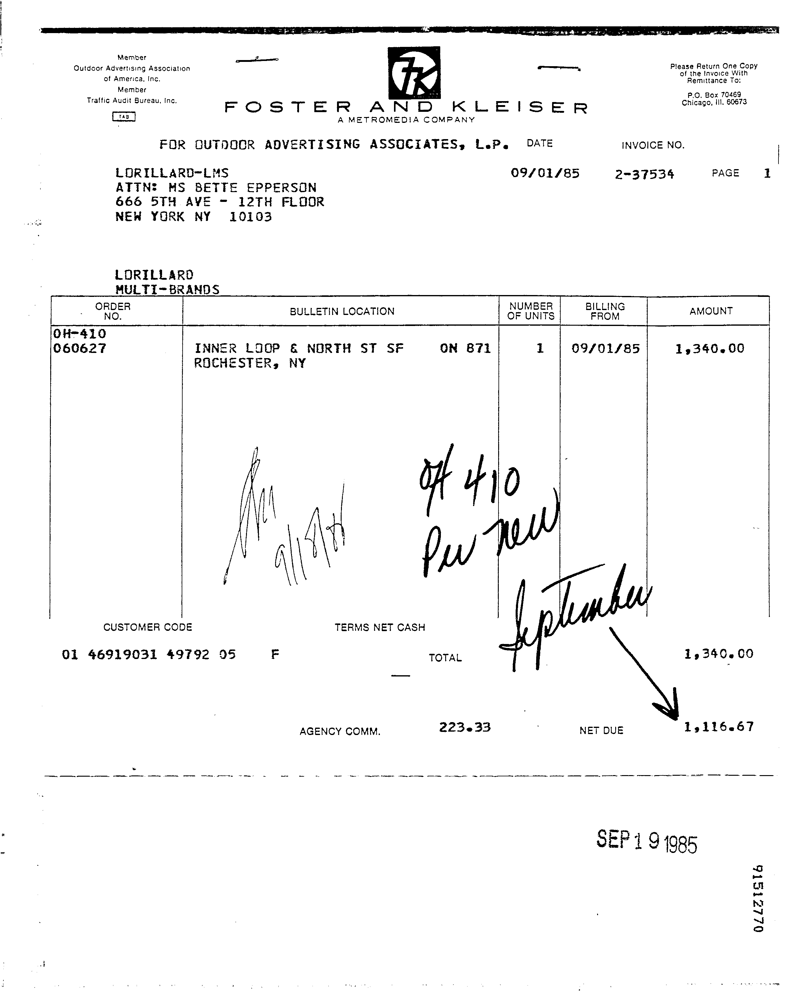 Member
Outdoor Advertising Association
of America, Inc.
Member
Traffic Audit Bureau, Inc.
TAB
Please Return One Copy
of the Invoice With
Remittance To:
P.O. Box 70469
Chicago, Ill. 60673
FK
FOSTER AND KLEISER
A METROMEDIA COMPANY
FOR OUTDOOR ADVERTISING ASSOCIATES, L.P. DATE INVOICE NO.
LORILLARD-LMS 09/01/85 2-37534 PAGE 1
ATTN: MS BETTE EPPERSON
666 5TH AVE - 12TH FLOOR
NEW YORK NY 10103
LORILLARD
MULTI-BRANDS
ORDER NO. BULLETIN LOCATION NUMBER OF UNITS BILLING FROM AMOUNT
OH-410
060627 INNER LOOP & NORTH ST SF ON 871 1 09/01/85 1,340.00
ROCHESTER, NY
OH 410
Per new
September
9/18/85
CUSTOMER CODE TERMS NET CASH
01 46919031 49792 05 F TOTAL 1,340.00
AGENCY COMM. 223.33 NET DUE 1,116.67
SEP 19 1985
91512770